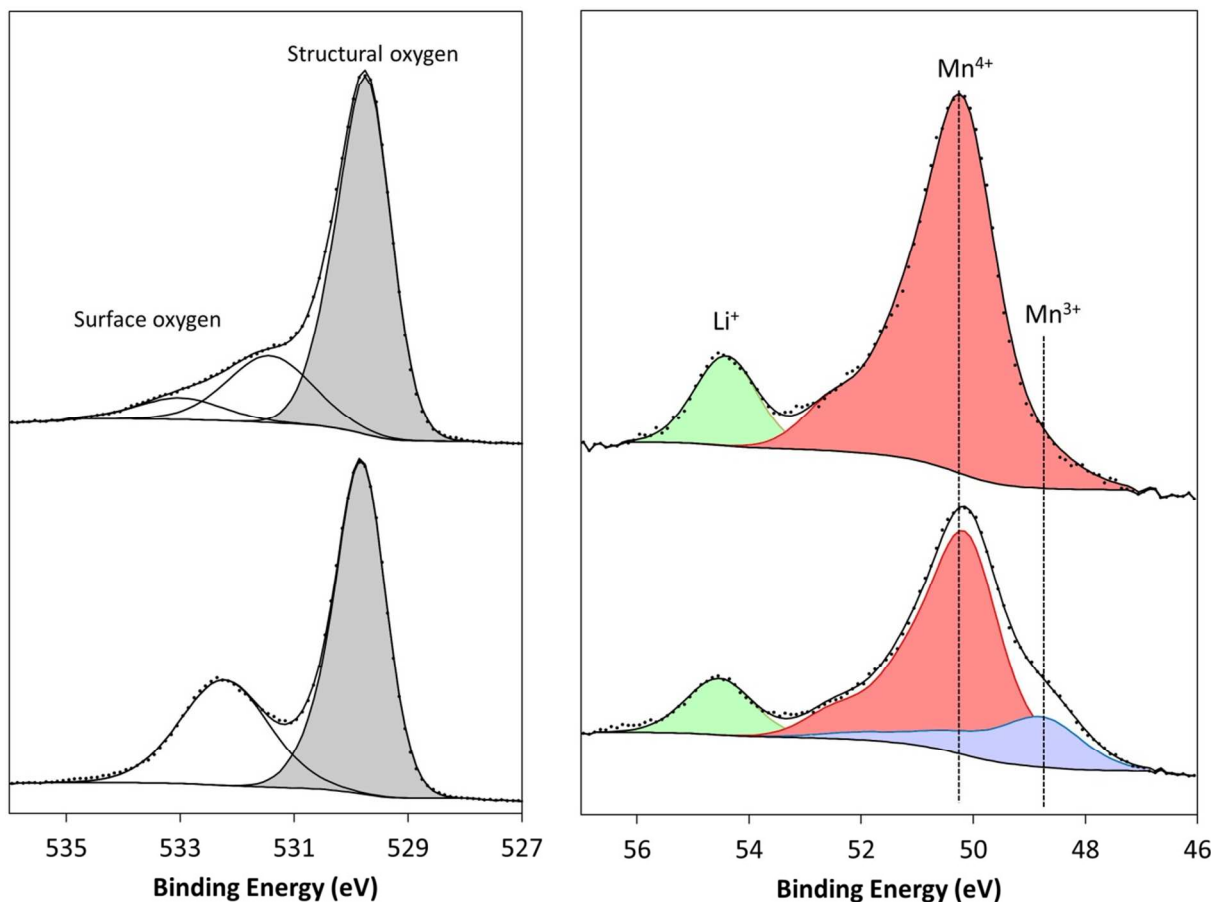 Structural oxygen
Surface oxygen
535 533 531 529 527
Binding Energy (eV)
Mn⁴⁺
Li⁺
Mn³⁺
56 54 52 50 48 46
Binding Energy (eV)